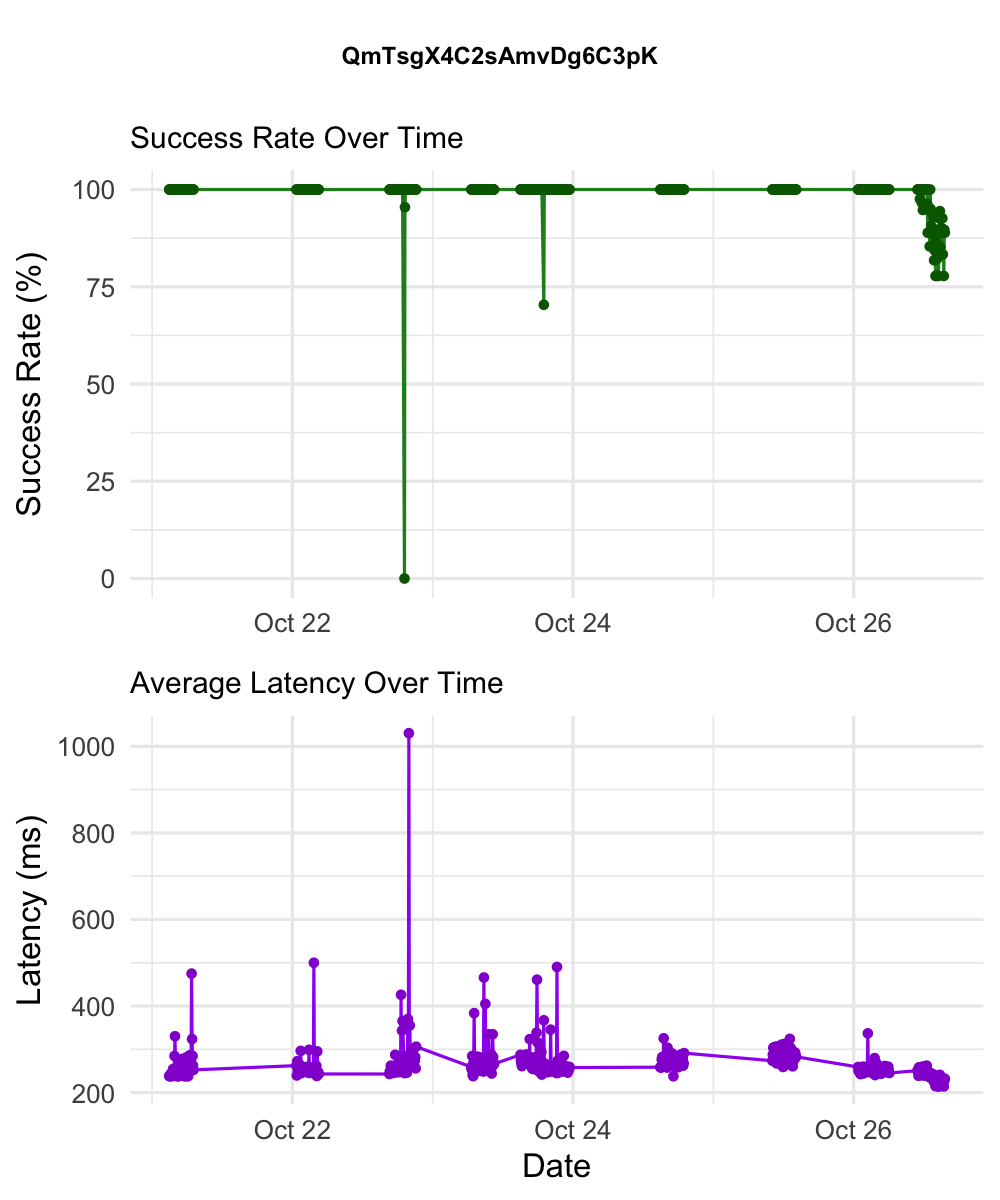 QmTsgX4C2sAmvDg6C3pK
Success Rate Over Time
Success Rate (%)
100
75
50
25
0
Oct 22
Oct 24
Oct 26
Average Latency Over Time
Latency (ms)
1000
800
600
400
200
Oct 22
Oct 24
Oct 26
Date